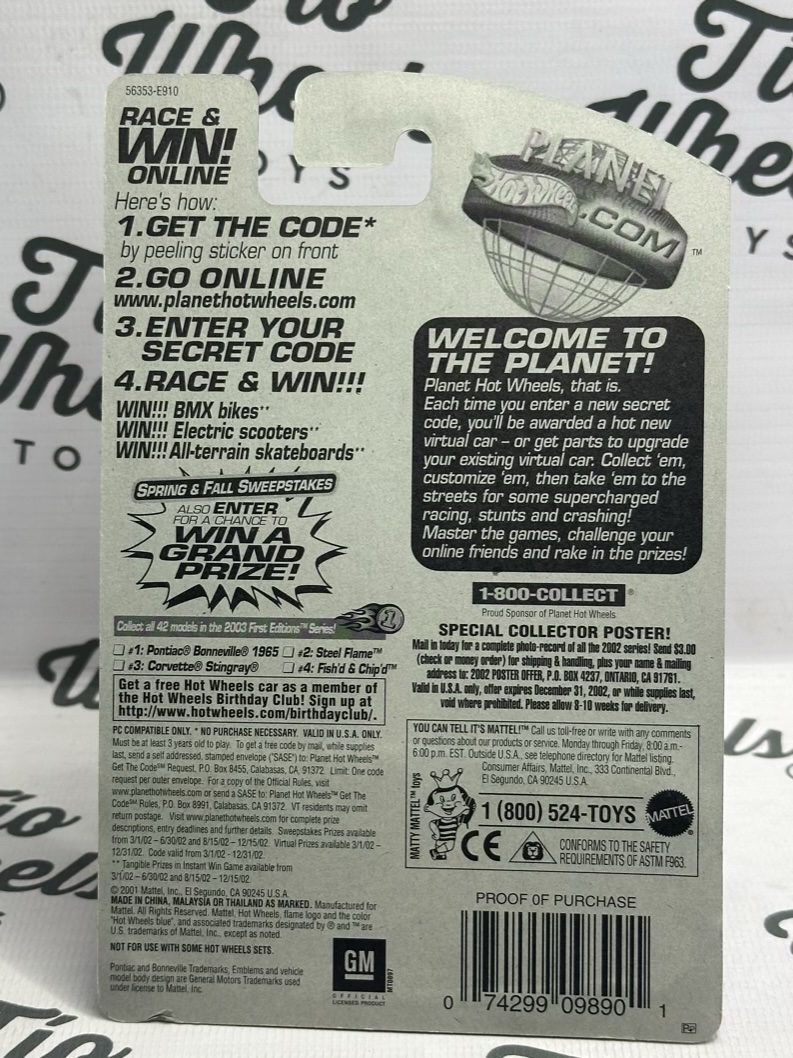 56353-E910
RACE &
WIN!
ONLINE
Here's how:
1.GET THE CODE*
by peeling sticker on front
2.GO ONLINE
www.planethotwheels.com
3.ENTER YOUR
SECRET CODE
4.RACE & WIN!!!
WIN!!! BMX bikes**
WIN!!! Electric scooters**
WIN!!! All-terrain skateboards**
SPRING & FALL SWEEPSTAKES
ALSO ENTER
FOR A CHANCE TO
WIN A
GRAND
PRIZE!
Collect all 42 models in the 2003 First Editions™ Series!
1
#1: Pontiac® Bonneville® 1965 #2: Steel Flame™
#3: Corvette® Stingray® #4: Fish'd & Chip'd™
Get a free Hot Wheels car as a member of
the Hot Wheels Birthday Club! Sign up at
http://www.hotwheels.com/birthdayclub/.
PC COMPATIBLE ONLY. * NO PURCHASE NECESSARY. VALID IN U.S.A. ONLY.
Must be at least 3 years old to play. To get a free code by mail, while supplies
last, send a self addressed, stamped envelope ("SASE") to: Planet Hot Wheels™
Get The Code™ Request, P.O. Box 8455, Calabasas, CA. 91372. Limit: One code
request per outer envelope. For a copy of the Official Rules, visit
www.planethotwheels.com or send a SASE to: Planet Hot Wheels™ Get The
Code™ Rules, P.O. Box 8991, Calabasas, CA 91372. VT residents may omit
return postage. Visit www.planethotwheels.com for complete prize
descriptions, entry deadlines and further details. Sweepstakes Prizes available
from 3/1/02 – 6/30/02 and 8/15/02 – 12/15/02. Virtual Prizes available 3/1/02 –
12/31/02. Code valid from 3/1/02 - 12/31/02.
** Tangible Prizes in Instant Win Game available from
3/1/02 – 6/30/02 and 8/15/02 – 12/15/02.
© 2001 Mattel, Inc., El Segundo, CA 90245 U.S.A.
MADE IN CHINA, MALAYSIA OR THAILAND AS MARKED. Manufactured for
Mattel. All Rights Reserved. Mattel, Hot Wheels, flame logo and the color
"Hot Wheels blue", and associated trademarks designated by ® and ™ are
U.S. trademarks of Mattel, Inc., except as noted.
NOT FOR USE WITH SOME HOT WHEELS SETS.
Pontiac and Bonneville Trademarks, Emblems and vehicle
model body design are General Motors Trademarks used
under license to Mattel, Inc.
GM
OFFICIAL
LICENSED PRODUCT
MT0897
PLANET
HOT WHEELS
.COM™
WELCOME TO
THE PLANET!
Planet Hot Wheels, that is.
Each time you enter a new secret
code, you'll be awarded a hot new
virtual car – or get parts to upgrade
your existing virtual car. Collect 'em,
customize 'em, then take 'em to the
streets for some supercharged
racing, stunts and crashing!
Master the games, challenge your
online friends and rake in the prizes!
1-800-COLLECT®
Proud Sponsor of Planet Hot Wheels
SPECIAL COLLECTOR POSTER!
Mail in today for a complete photo-record of all the 2002 series! Send $3.00
(check or money order) for shipping & handling, plus your name & mailing
address to: 2002 POSTER OFFER, P.O. BOX 4237, ONTARIO, CA 91761.
Valid in U.S.A. only, offer expires December 31, 2002, or while supplies last,
void where prohibited. Please allow 8-10 weeks for delivery.
YOU CAN TELL IT'S MATTEL!™ Call us toll-free or write with any comments
or questions about our products or service. Monday through Friday, 8:00 a.m.-
6:00 p.m. EST. Outside U.S.A., see telephone directory for Mattel listing.
Consumer Affairs, Mattel, Inc., 333 Continental Blvd.,
El Segundo, CA 90245 U.S.A.
MATTY MATTEL™ toys
1 (800) 524-TOYS
MATTEL®
CE
CONFORMS TO THE SAFETY
REQUIREMENTS OF ASTM F963.
PROOF OF PURCHASE
0 74299 09890 1